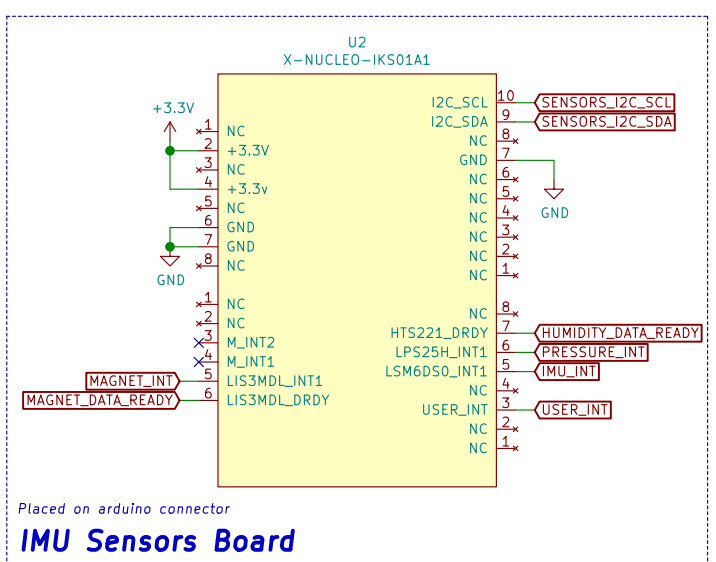 U2
X-NUCLEO-IKS01A1
+3.3V
1 NC
2 +3.3V
3 NC
4 +3.3v
5 NC
6 GND
7 GND
8 NC
GND
1 NC
2 NC
3 M_INT2
4 M_INT1
MAGNET_INT 5 LIS3MDL_INT1
MAGNET_DATA_READY 6 LIS3MDL_DRDY
I2C_SCL 10 SENSORS_I2C_SCL
I2C_SDA 9 SENSORS_I2C_SDA
NC 8
GND 7
NC 6
NC 5
NC 4
NC 3
NC 2
NC 1
GND
NC 8
HTS221_DRDY 7 HUMIDITY_DATA_READY
LPS25H_INT1 6 PRESSURE_INT
LSM6DS0_INT1 5 IMU_INT
NC 4
USER_INT 3 USER_INT
NC 2
NC 1
Placed on arduino connector
IMU Sensors Board